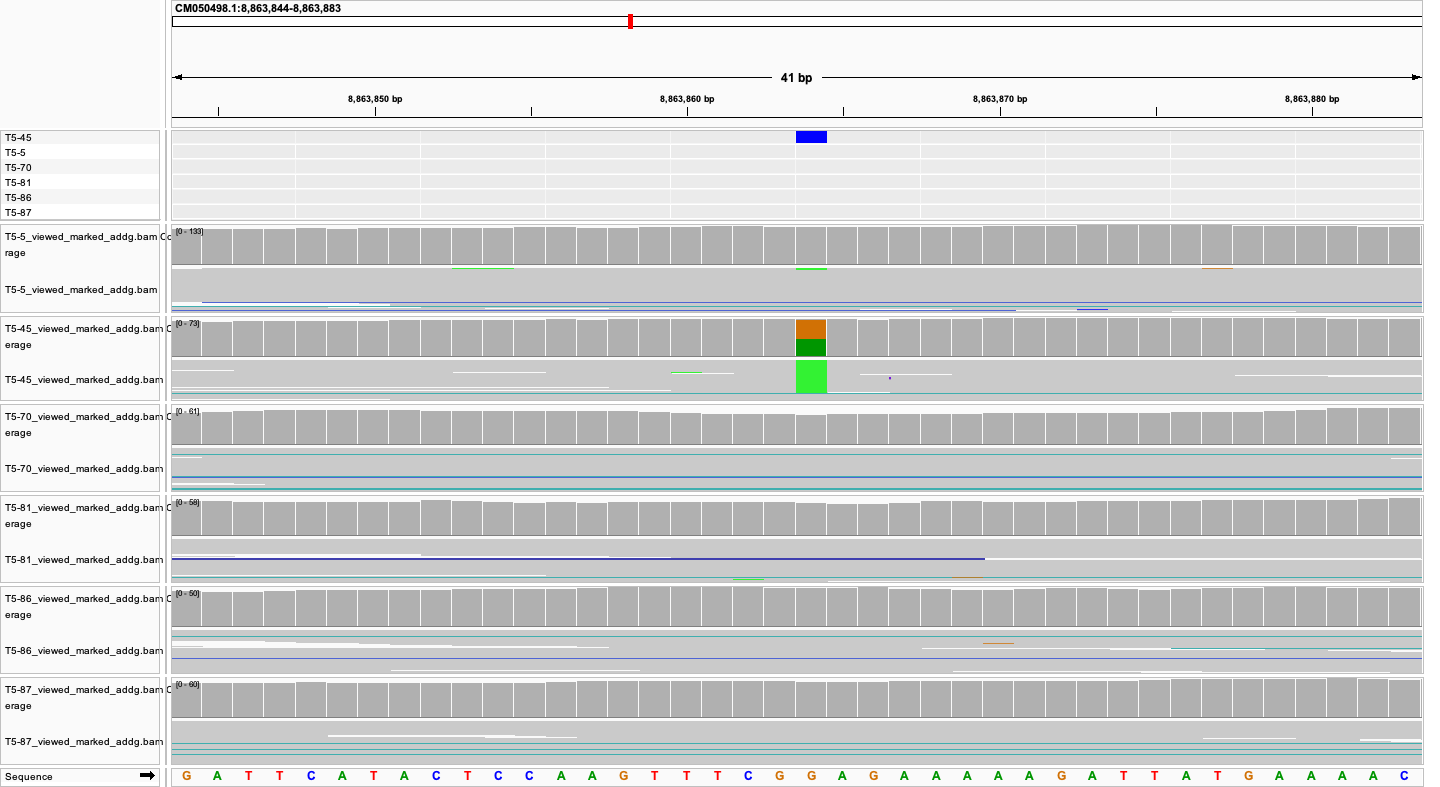 CM050498.1:8,863,844-8,863,883
41 bp
8,863,850 bp 8,863,860 bp 8,863,870 bp 8,863,880 bp
T5-45
T5-5
T5-70
T5-81
T5-86
T5-87
T5-5_viewed_marked_addg.bam Co
rage
[0 - 133]
T5-5_viewed_marked_addg.bam
T5-45_viewed_marked_addg.bam C
erage
[0 - 73]
T5-45_viewed_marked_addg.bam
T5-70_viewed_marked_addg.bam C
erage
[0 - 61]
T5-70_viewed_marked_addg.bam
T5-81_viewed_marked_addg.bam C
erage
[0 - 58]
T5-81_viewed_marked_addg.bam
T5-86_viewed_marked_addg.bam C
erage
[0 - 50]
T5-86_viewed_marked_addg.bam
T5-87_viewed_marked_addg.bam C
erage
[0 - 60]
T5-87_viewed_marked_addg.bam
Sequence G A T T C A T A C T C C A A G T T T C G G A G A A A A A G A T T A T G A A A A C